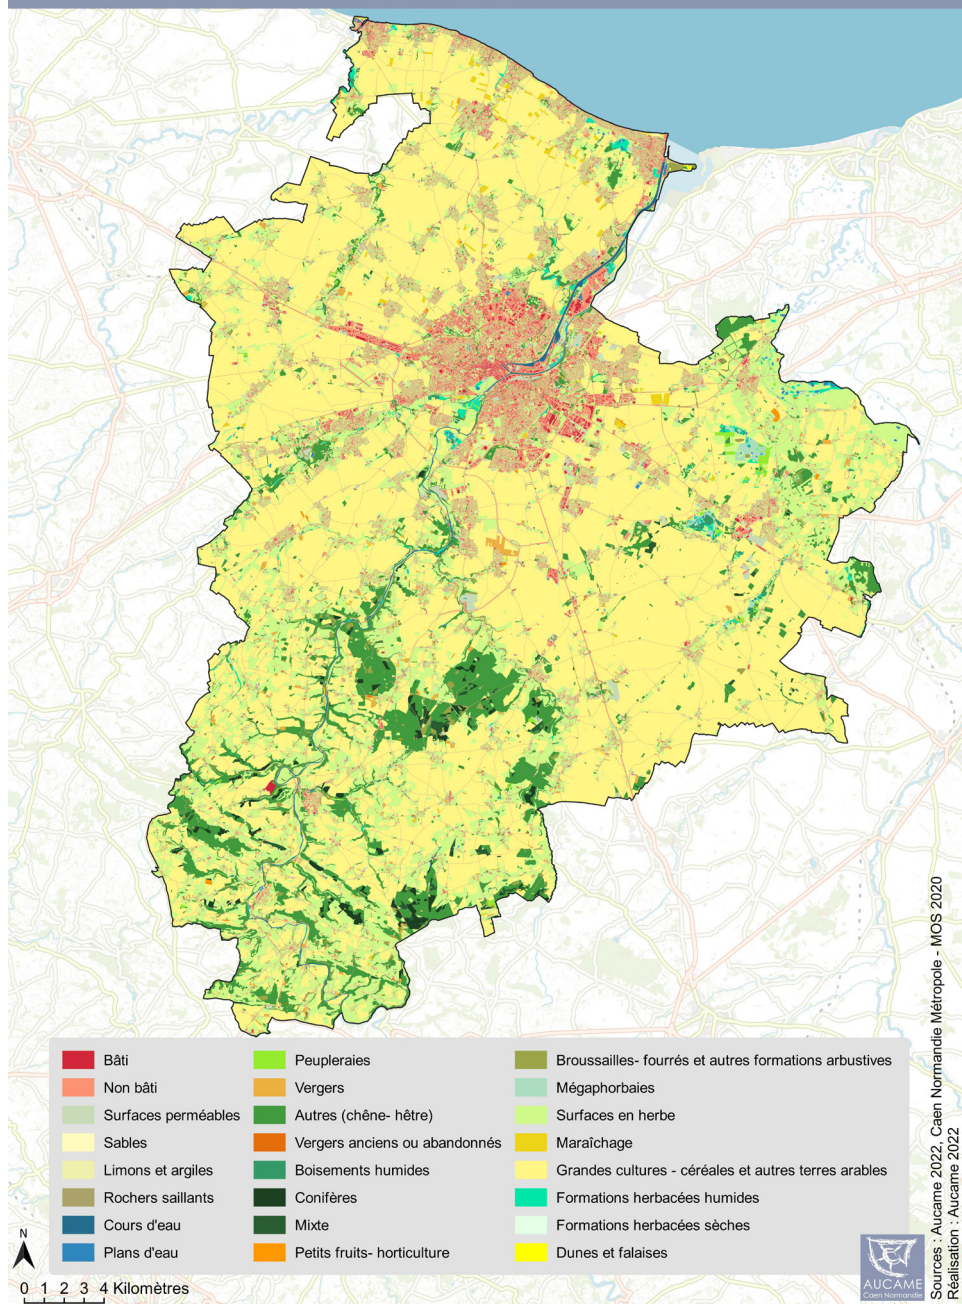 Bâti
Non bâti
Surfaces perméables
Sables
Limons et argiles
Rochers saillants
Cours d'eau
Plans d'eau
Peupleraies
Vergers
Autres (chêne- hêtre)
Vergers anciens ou abandonnés
Boisements humides
Conifères
Mixte
Petits fruits- horticulture
Broussailles- fourrés et autres formations arbustives
Mégaphorbaies
Surfaces en herbe
Maraîchage
Grandes cultures - céréales et autres terres arables
Formations herbacées humides
Formations herbacées sèches
Dunes et falaises
N
0 1 2 3 4 Kilomètres
AUCAME
Caen Normandie
Sources : Aucame 2022, Caen Normandie Métropole - MOS 2020
Réalisation : Aucame 2022